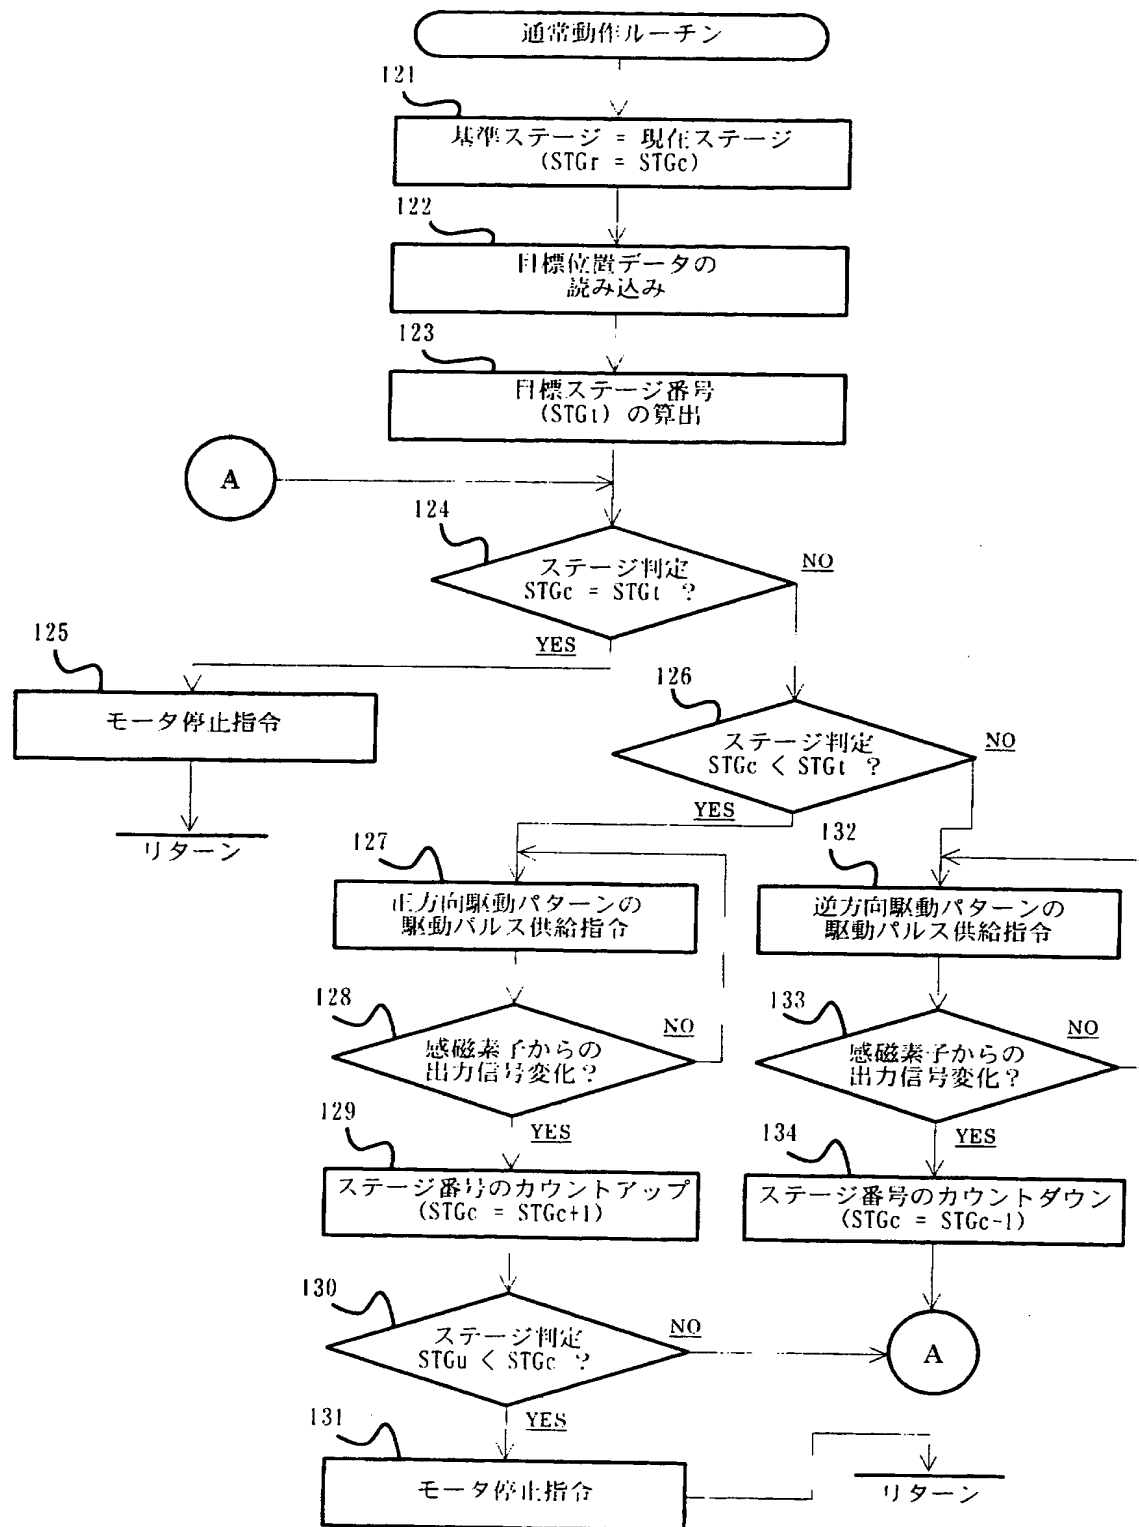 通常動作ルーチン
121
基準ステージ = 現在ステージ
(STGr = STGc)
122
目標位置データの
読み込み
123
目標ステージ番号
(STGt) の算出
A
124
ステージ判定
STGc = STGt ?
NO
YES
125
モータ停止指令
リターン
126
ステージ判定
STGc < STGt ?
NO
YES
127
正方向駆動パターンの
駆動パルス供給指令
132
逆方向駆動パターンの
駆動パルス供給指令
128
感磁素子からの
出力信号変化?
NO
YES
133
感磁素子からの
出力信号変化?
NO
YES
129
ステージ番号のカウントアップ
(STGc = STGc+1)
134
ステージ番号のカウントダウン
(STGc = STGc-1)
130
ステージ判定
STGu < STGc ?
NO
A
YES
131
モータ停止指令
リターン